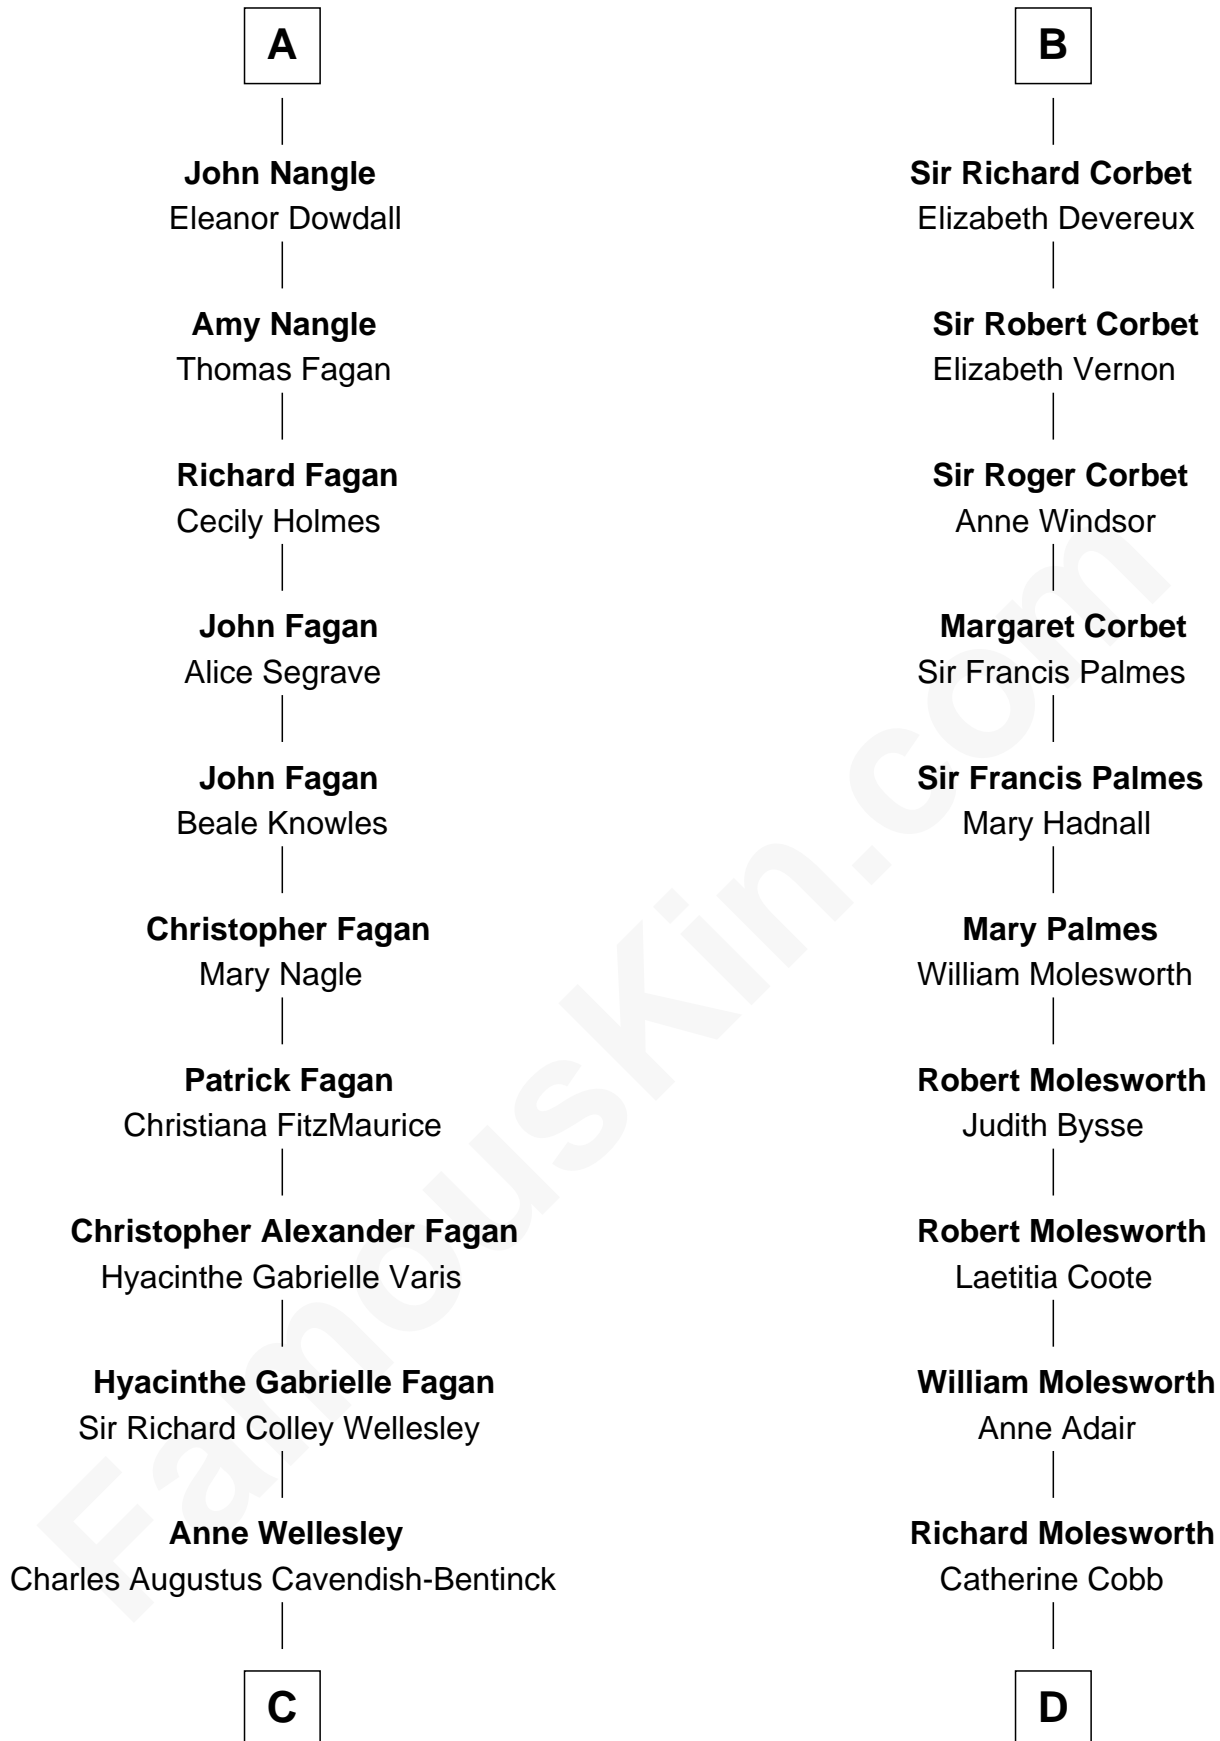 A
John Nangle
Eleanor Dowdall
Amy Nangle
Thomas Fagan
Richard Fagan
Cecily Holmes
John Fagan
Alice Segrave
John Fagan
Beale Knowles
Christopher Fagan
Mary Nagle
Patrick Fagan
Christiana FitzMaurice
Christopher Alexander Fagan
Hyacinthe Gabrielle Varis
Hyacinthe Gabrielle Fagan
Sir Richard Colley Wellesley
Anne Wellesley
Charles Augustus Cavendish-Bentinck
C
B
Sir Richard Corbet
Elizabeth Devereux
Sir Robert Corbet
Elizabeth Vernon
Sir Roger Corbet
Anne Windsor
Margaret Corbet
Sir Francis Palmes
Sir Francis Palmes
Mary Hadnall
Mary Palmes
William Molesworth
Robert Molesworth
Judith Bysse
Robert Molesworth
Laetitia Coote
William Molesworth
Anne Adair
Richard Molesworth
Catherine Cobb
D
FamousKin.com